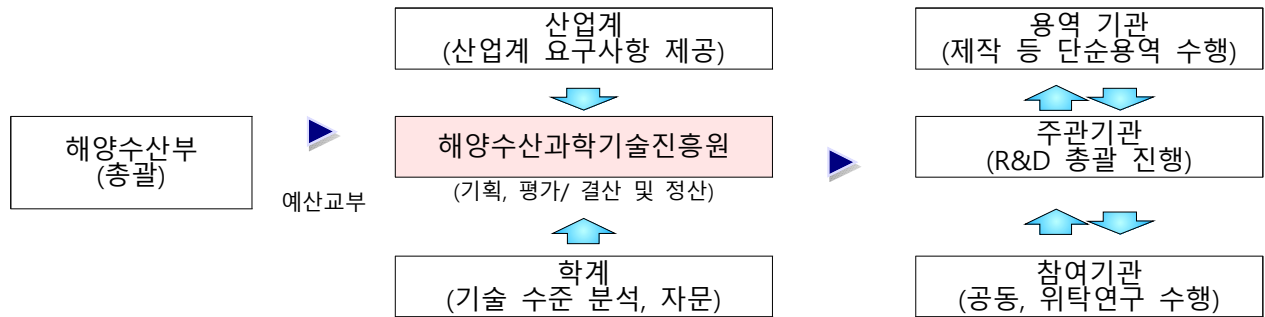 산업계
(산업계 요구사항 제공)
용역 기관
(제작 등 단순용역 수행)
해양수산부
(총괄)
예산교부
해양수산과학기술진흥원
(기획, 평가/ 결산 및 정산)
주관기관
(R&D 총괄 진행)
학계
(기술 수준 분석, 자문)
참여기관
(공동, 위탁연구 수행)